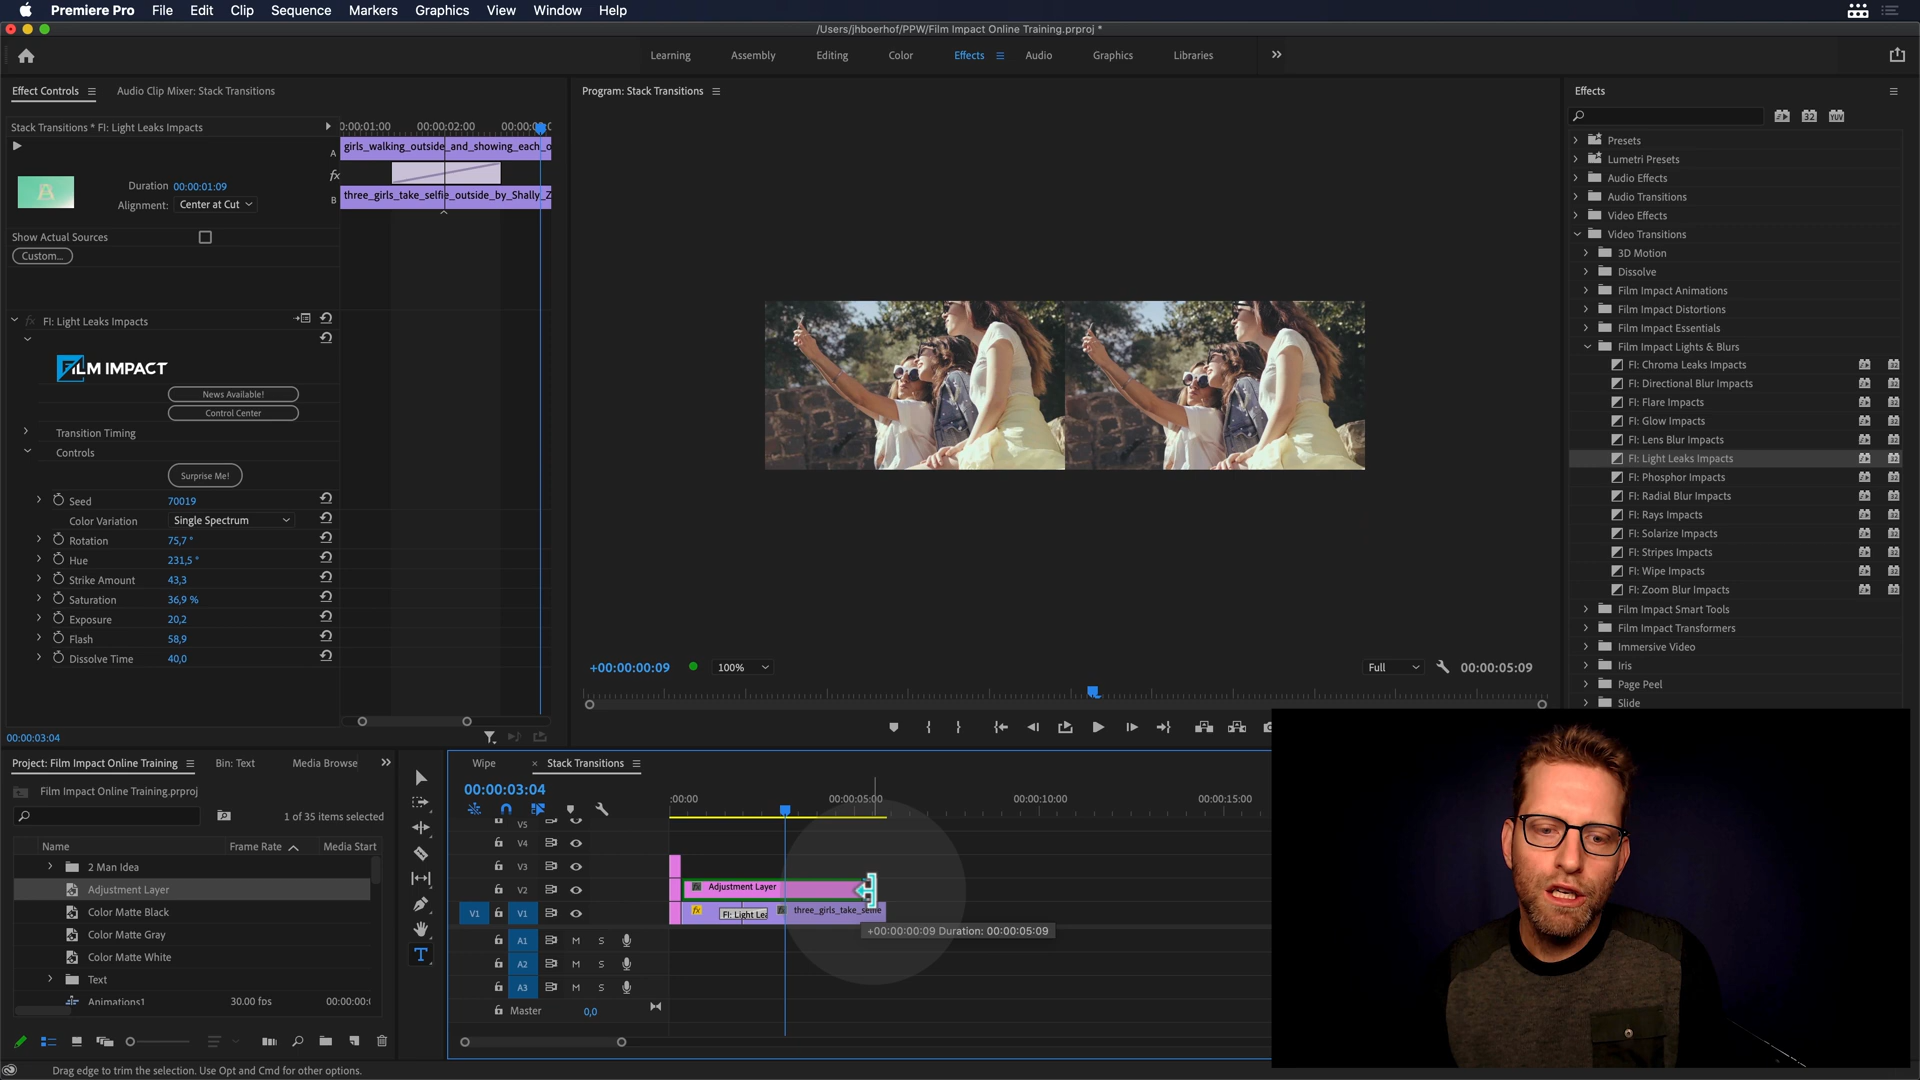 Premiere Pro File Edit Clip Sequence Markers Graphics View Window Help
/Users/jhboerhof/PPW/Film Impact Online Training.prproj *
Learning Assembly Editing Color Effects Audio Graphics Libraries
Effect Controls Audio Clip Mixer: Stack Transitions
Program: Stack Transitions
Effects
Stack Transitions * FI: Light Leaks Impacts
00:00:02:00
girls_walking_outside_and_showing_each_o
fx
three_girls_take_selfie_outside_by_Shally_Z
A
B
Duration 00:00:01:09
Alignment: Center at Cut
Show Actual Sources
Custom...
FI: Light Leaks Impacts
FILM IMPACT
News Available!
Control Center
Transition Timing
Controls
Surprise Me!
Seed 70019
Color Variation Single Spectrum
Rotation 75,7 °
Hue 231,5 °
Strike Amount 43,3
Saturation 36,9 %
Exposure 20,2
Flash 58,9
Dissolve Time 40,0
00:00:03:04
+00:00:00:09 100% Full 00:00:05:09
32 YUV
Presets
Lumetri Presets
Audio Effects
Audio Transitions
Video Effects
Video Transitions
3D Motion
Dissolve
Film Impact Animations
Film Impact Distortions
Film Impact Essentials
Film Impact Lights & Blurs
FI: Chroma Leaks Impacts
FI: Directional Blur Impacts
FI: Flare Impacts
FI: Glow Impacts
FI: Lens Blur Impacts
FI: Light Leaks Impacts
FI: Phosphor Impacts
FI: Radial Blur Impacts
FI: Rays Impacts
FI: Solarize Impacts
FI: Stripes Impacts
FI: Wipe Impacts
FI: Zoom Blur Impacts
Film Impact Smart Tools
Film Impact Transformers
Immersive Video
Iris
Page Peel
Slide
Project: Film Impact Online Training Bin: Text Media Browse
Film Impact Online Training.prproj
1 of 35 items selected
Name Frame Rate Media Start
2 Man Idea
Adjustment Layer
Color Matte Black
Color Matte Gray
Color Matte White
Text
Animations1 30.00 fps 00:00:00:
Wipe × Stack Transitions
00:00:03:04
:00:00 00:00:05:00 00:00:10:00 00:00:15:00
V5
V4
V3
V2 Adjustment Layer
V1 V1 fx FI: Light Lea three_girls_take_selfie
+00:00:00:09 Duration: 00:00:05:09
A1 M S
A2 M S
A3 M S
Master 0,0
Drag edge to trim the selection. Use Opt and Cmd for other options.